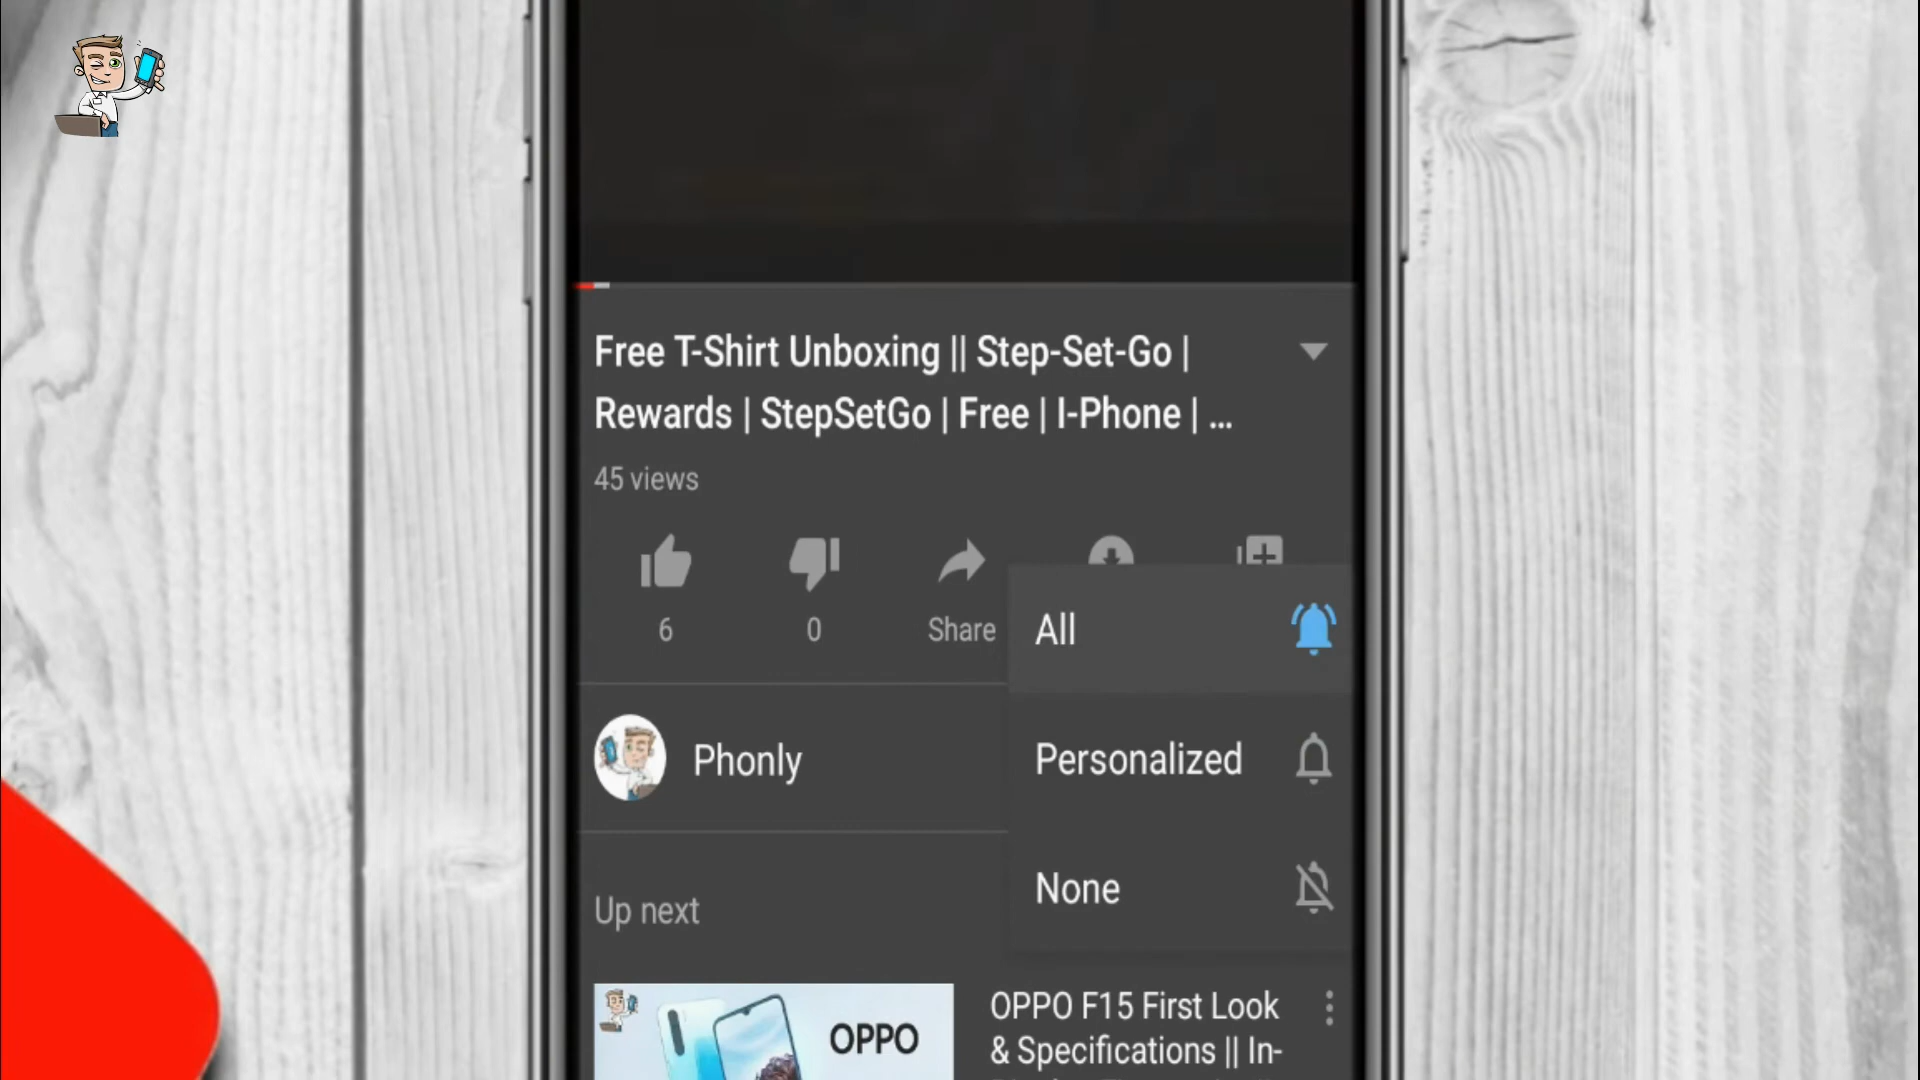 Free T-Shirt Unboxing || Step-Set-Go |
Rewards | StepSetGo | Free | I-Phone | ...
45 views
6
0
Share
All
Phonly
Personalized
None
Up next
OPPO
OPPO F15 First Look
& Specifications || In-